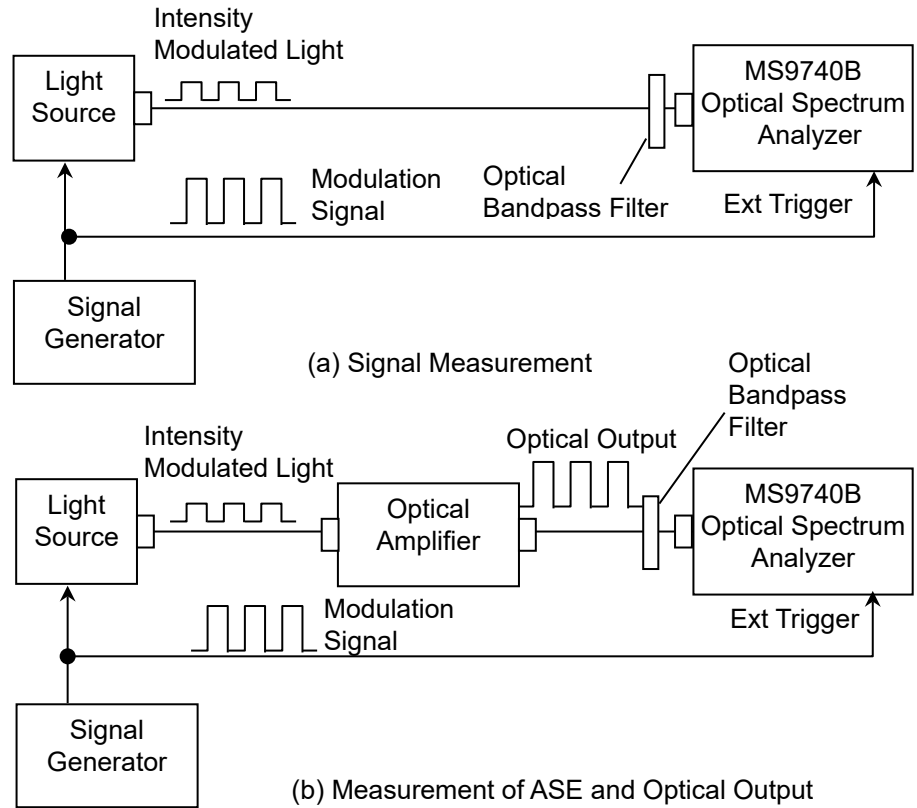 Intensity
Modulated Light
Light
Source
MS9740B
Optical Spectrum
Analyzer
Modulation
Signal
Optical
Bandpass Filter
Ext Trigger
Signal
Generator
(a) Signal Measurement
Optical
Bandpass
Filter
Intensity
Modulated Light
Optical Output
Light
Source
Optical
Amplifier
MS9740B
Optical Spectrum
Analyzer
Modulation
Signal
Ext Trigger
Signal
Generator
(b) Measurement of ASE and Optical Output